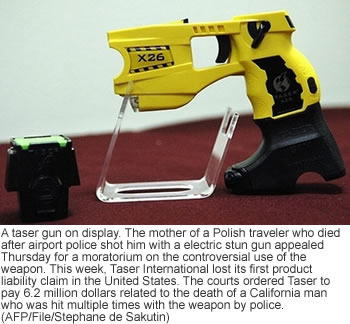 X26
A taser gun on display. The mother of a Polish traveler who died
after airport police shot him with a electric stun gun appealed
Thursday for a moratorium on the controversial use of the
weapon. This week, Taser International lost its first product
liability claim in the United States. The courts ordered Taser to
pay 6.2 million dollars related to the death of a California man
who was hit multiple times with the weapon by police.
(AFP/File/Stephane de Sakutin)